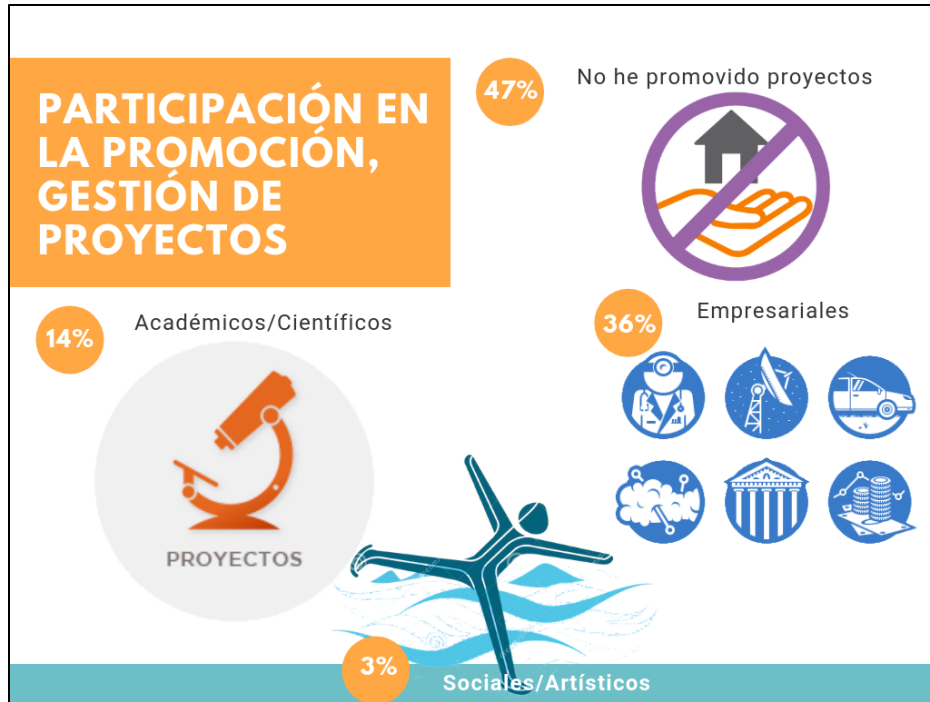 PARTICIPACIÓN EN
LA PROMOCIÓN,
GESTIÓN DE
PROYECTOS
47%
No he promovido proyectos
14%
Académicos/Científicos
PROYECTOS
36%
Empresariales
3%
Sociales/Artísticos